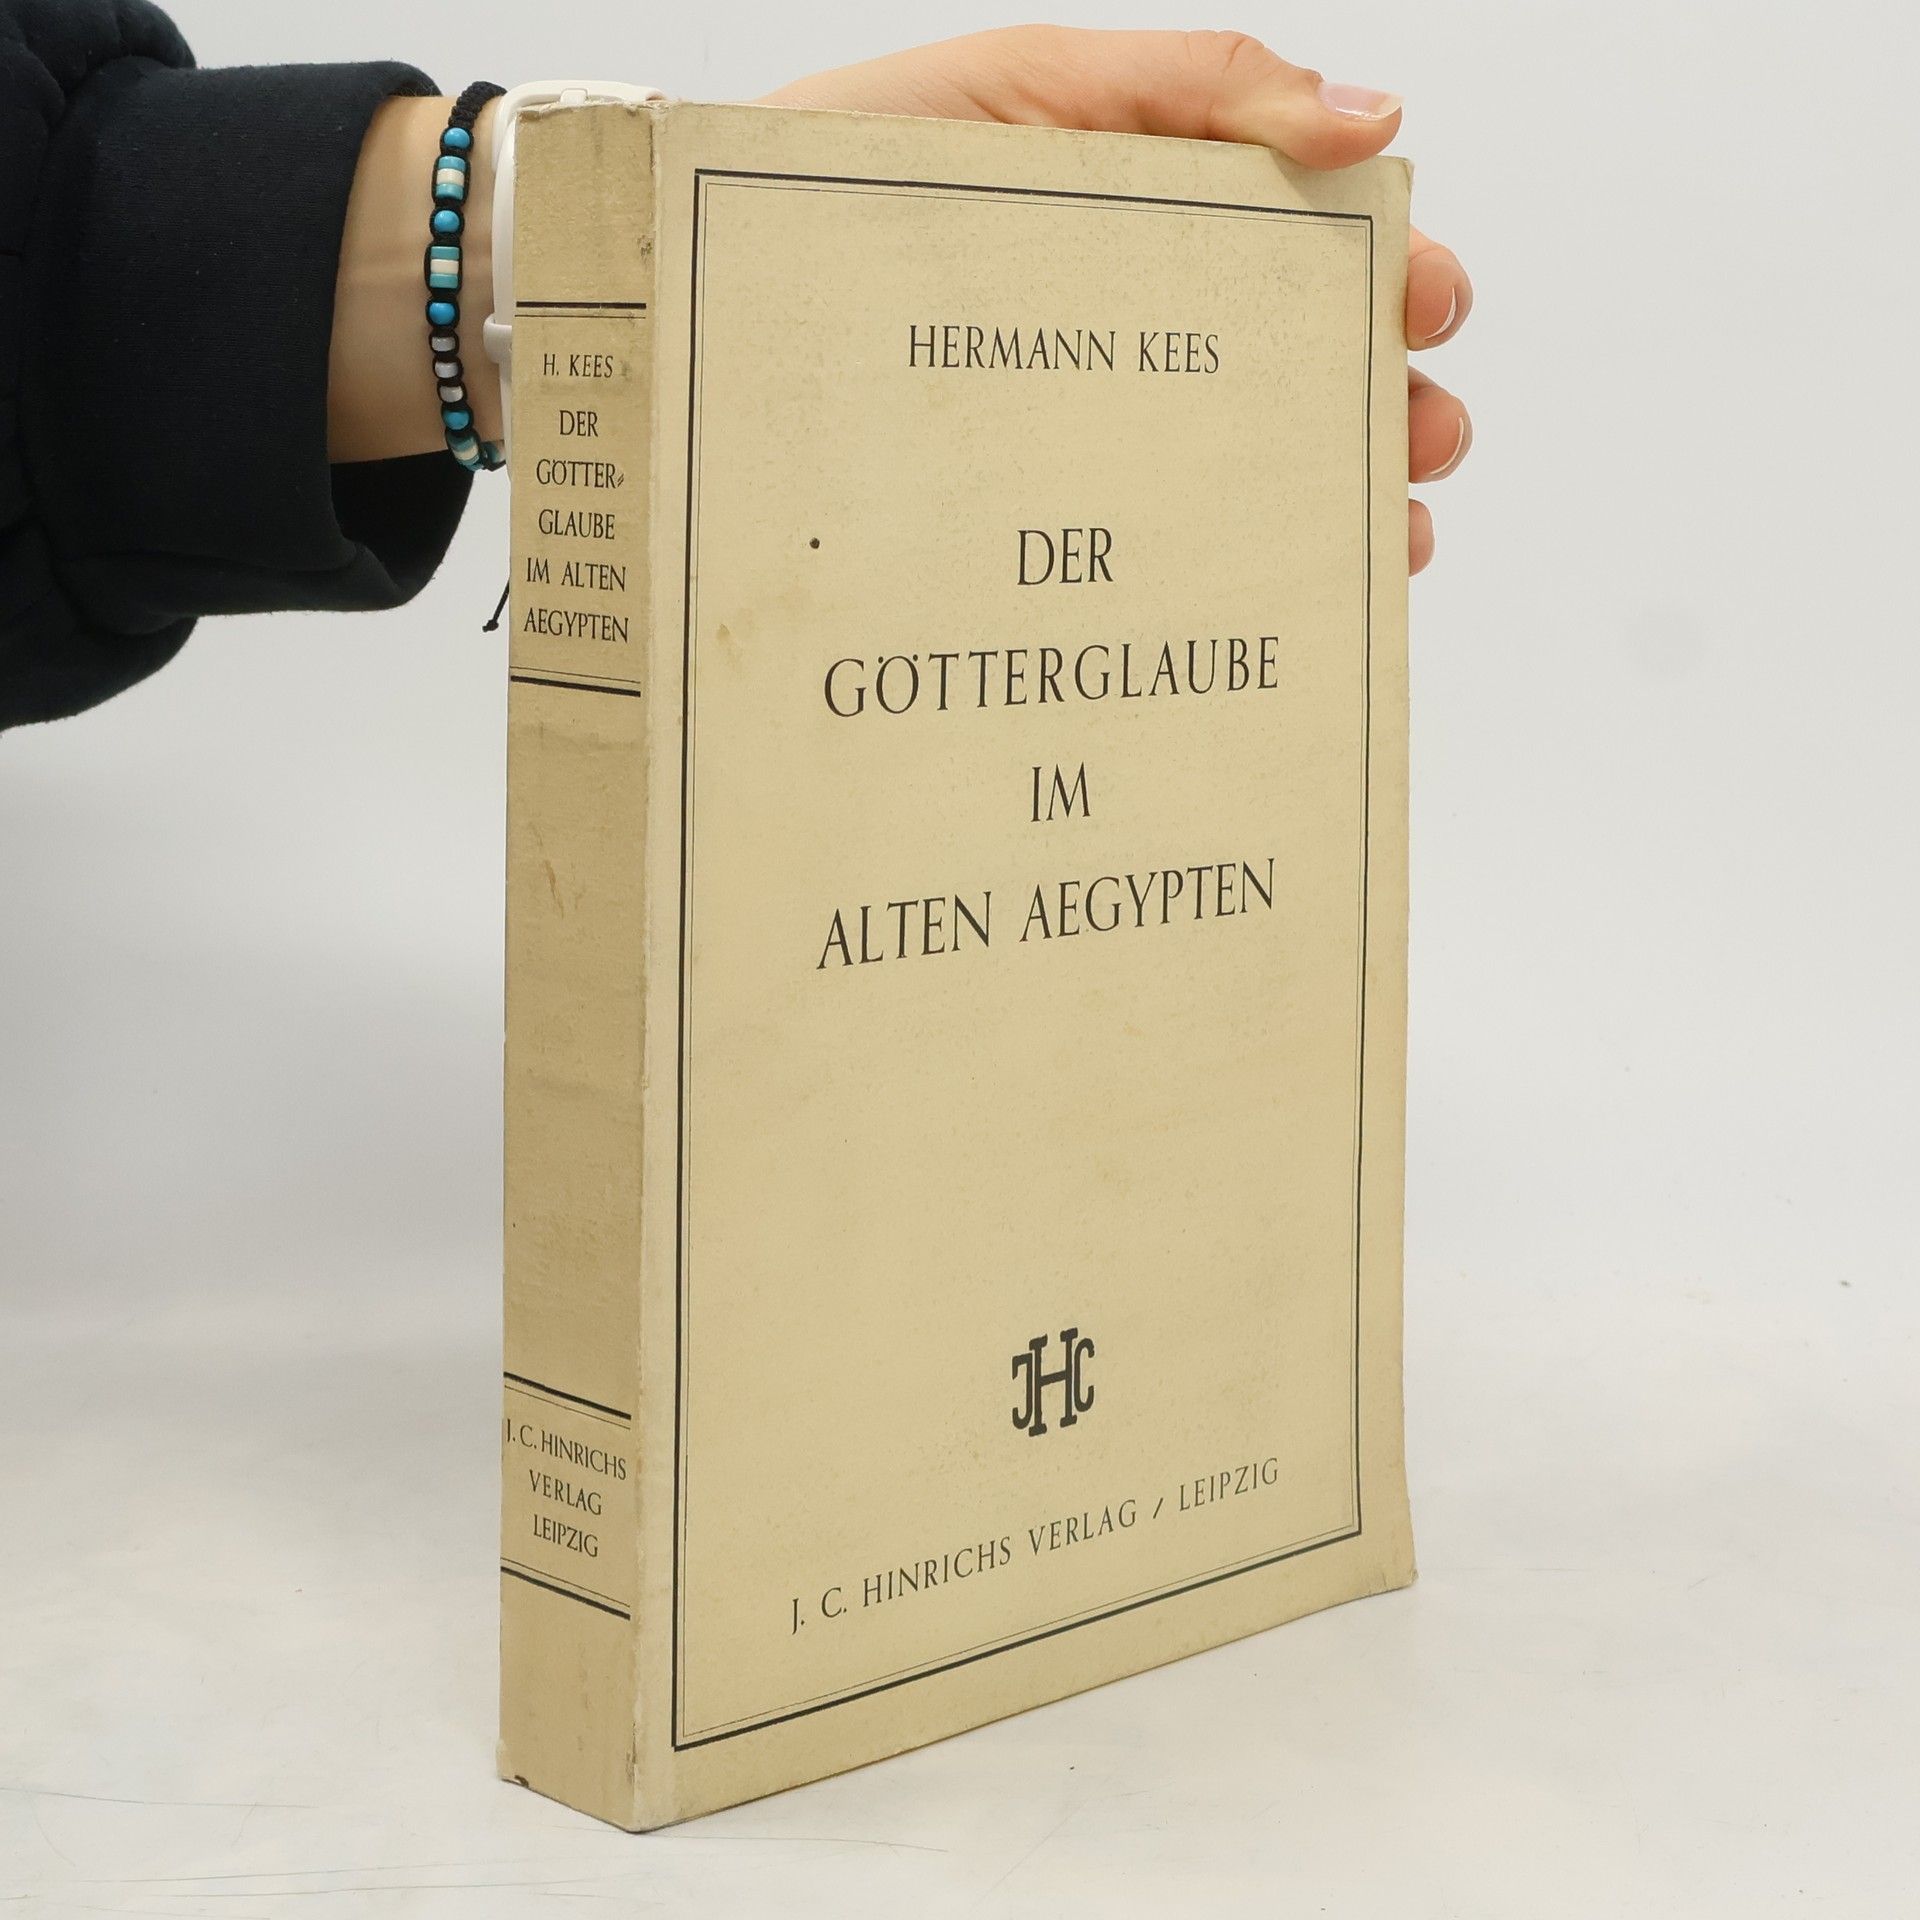 H. KEES
DER
GÖTTER⸗
GLAUBE
IM ALTEN
AEGYPTEN
J. C. HINRICHS
VERLAG
LEIPZIG
HERMANN KEES
DER
GÖTTERGLAUBE
IM
ALTEN AEGYPTEN
JHC
J. C. HINRICHS VERLAG / LEIPZIG